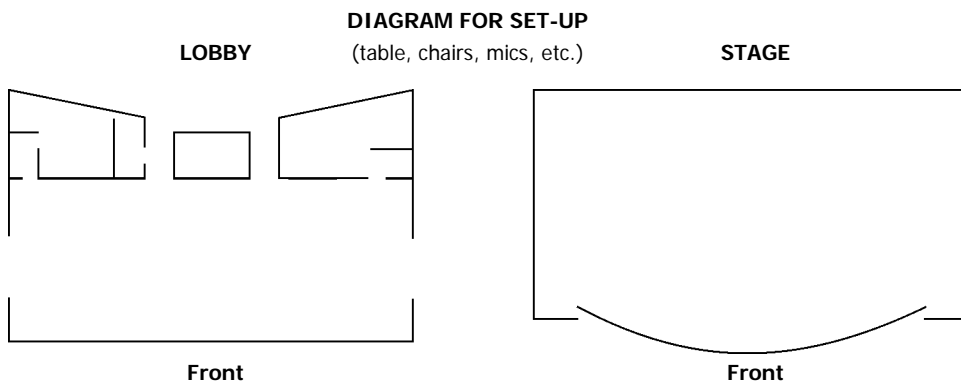 DIAGRAM FOR SET-UP
LOBBY (table, chairs, mics, etc.) STAGE
Front Front